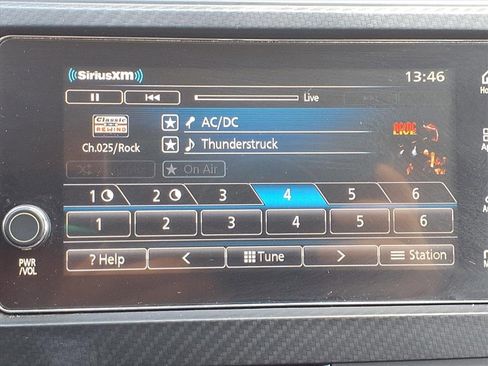 SiriusXM 13:46
Live
Classic REWIND
AC/DC
Ch.025/Rock
Thunderstruck
On Air
1 2 3 4 5 6
1 2 3 4 5 6
PWR
/VOL
? Help < Tune > Station